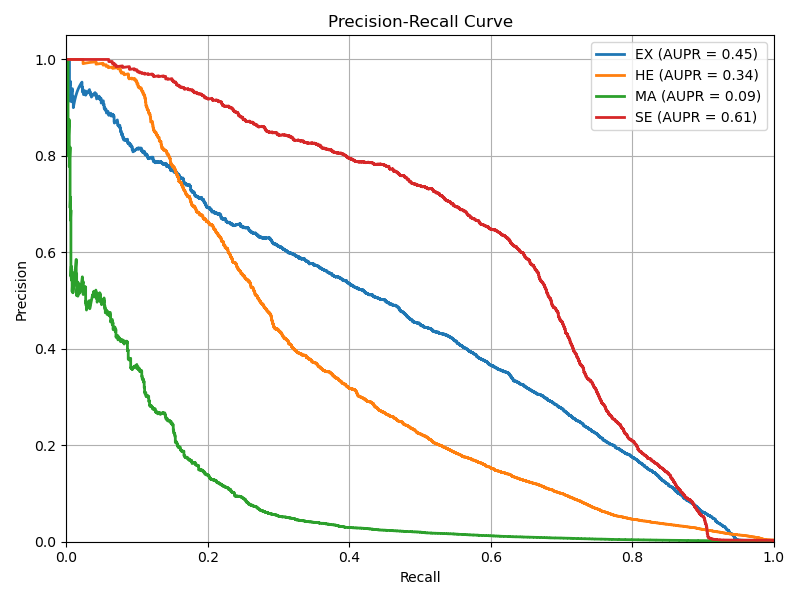 Precision-Recall Curve
EX (AUPR = 0.45)
HE (AUPR = 0.34)
MA (AUPR = 0.09)
SE (AUPR = 0.61)
Precision
1.0
0.8
0.6
0.4
0.2
0.0
0.0 0.2 0.4 0.6 0.8 1.0
Recall